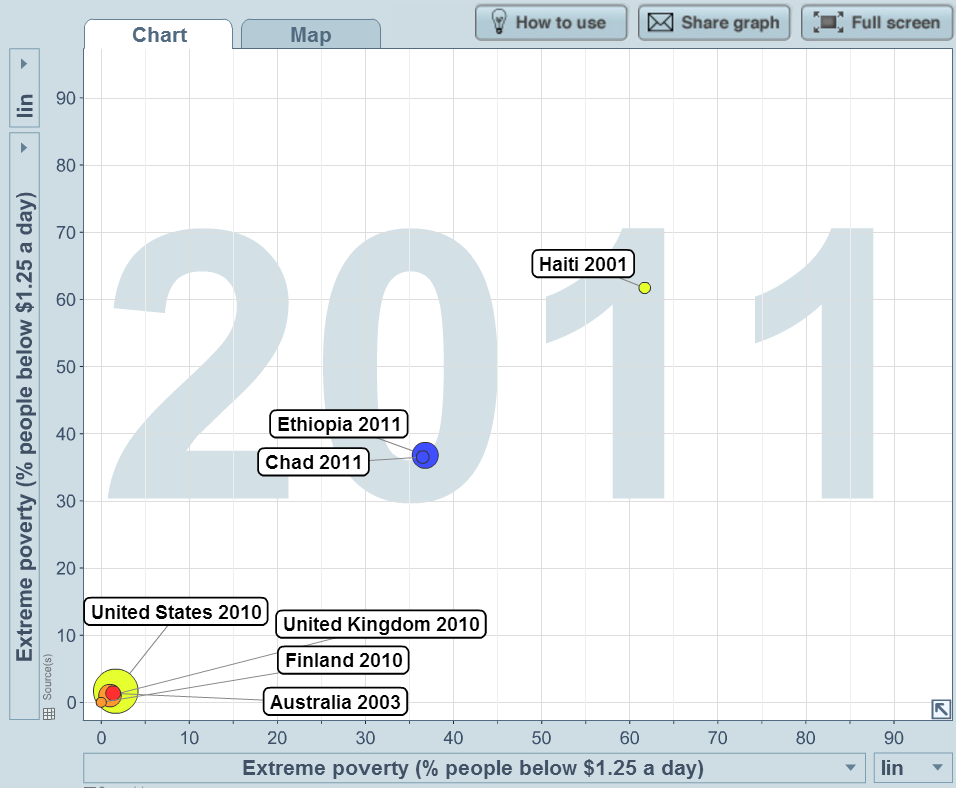 Chart
Map
How to use
Share graph
Full screen
lin
Extreme poverty (% people below $1.25 a day)
Source(s)
2011
90
80
70
60
50
40
30
20
10
0
Haiti 2001
Ethiopia 2011
Chad 2011
United States 2010
United Kingdom 2010
Finland 2010
Australia 2003
0 10 20 30 40 50 60 70 80 90
Extreme poverty (% people below $1.25 a day)
lin